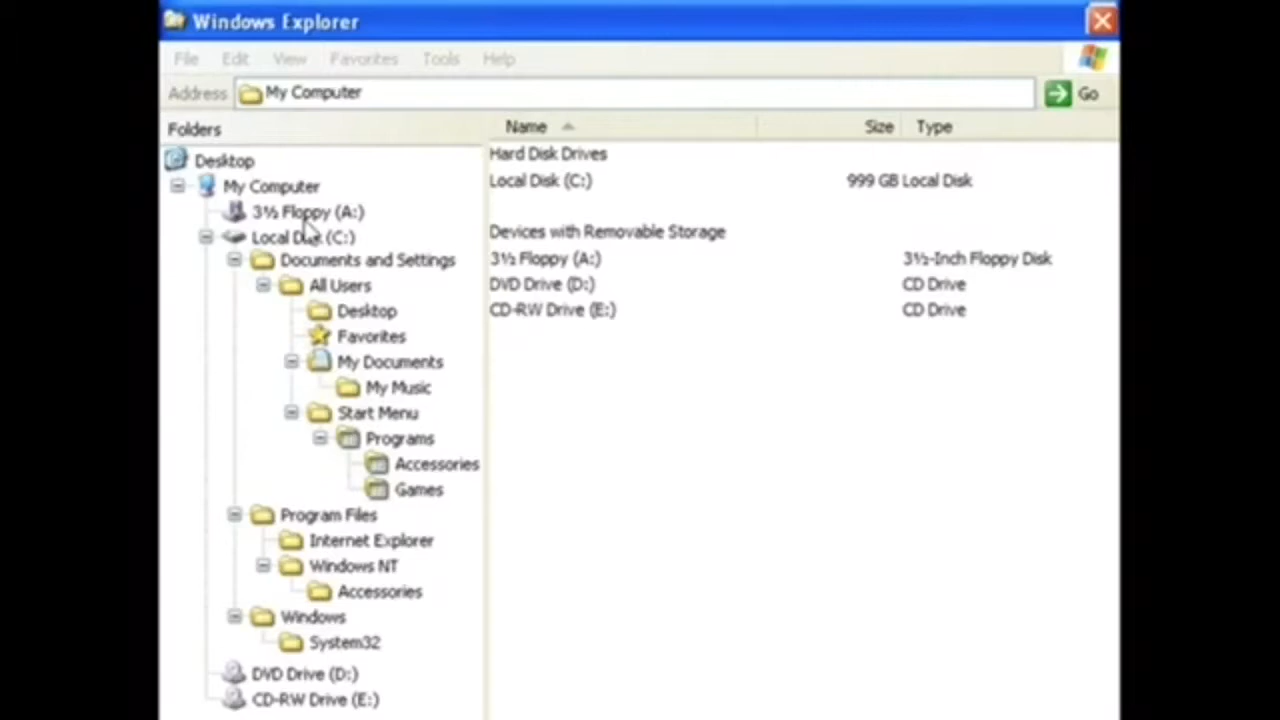 Windows Explorer
File Edit View Favorites Tools Help
Address My Computer Go
Folders
Desktop
My Computer
3½ Floppy (A:)
Local Disk (C:)
Documents and Settings
All Users
Desktop
Favorites
My Documents
My Music
Start Menu
Programs
Accessories
Games
Program Files
Internet Explorer
Windows NT
Accessories
Windows
System32
DVD Drive (D:)
CD-RW Drive (E:)
Name Size Type
Hard Disk Drives
Local Disk (C:) 999 GB Local Disk
Devices with Removable Storage
3½ Floppy (A:) 3½-Inch Floppy Disk
DVD Drive (D:) CD Drive
CD-RW Drive (E:) CD Drive